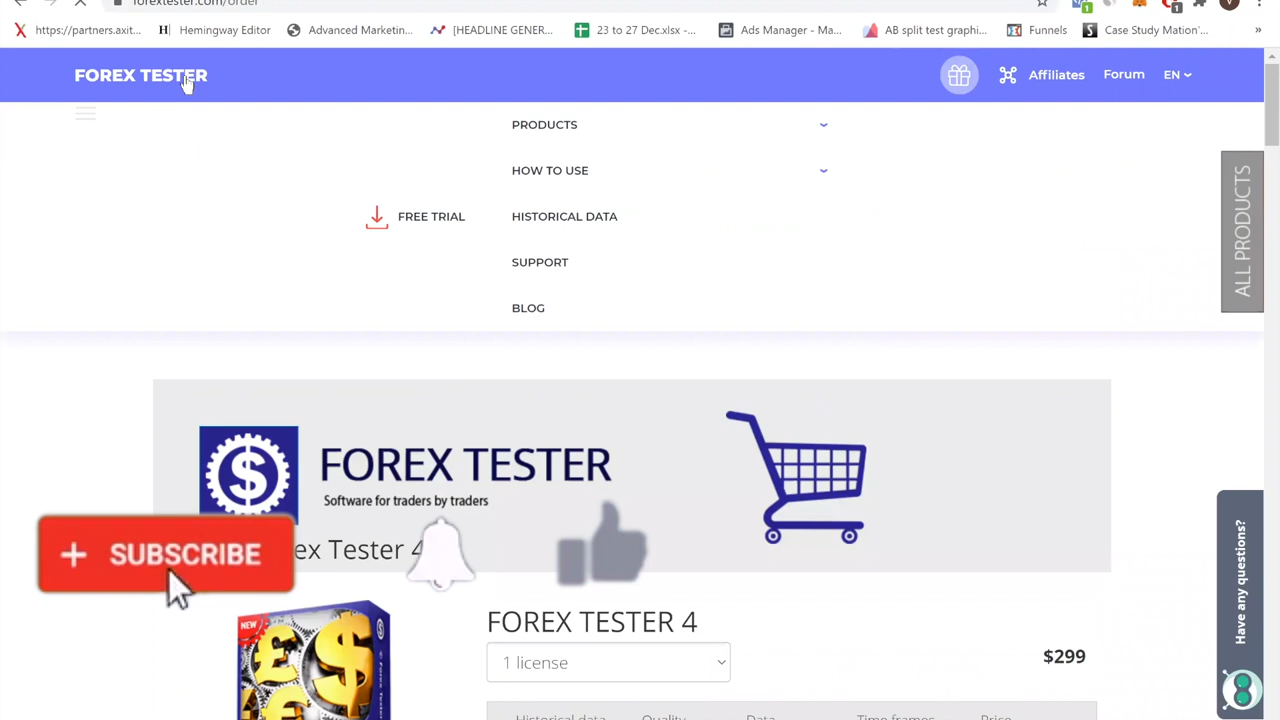 forextester.com/order
https://partners.axit...
Hemingway Editor
Advanced Marketin...
[HEADLINE GENER...
23 to 27 Dec.xlsx -...
Ads Manager - Ma...
AB split test graphi...
Funnels
Case Study Mation'...
»
FOREX TESTER
Affiliates
Forum
EN
PRODUCTS
HOW TO USE
FREE TRIAL
HISTORICAL DATA
SUPPORT
BLOG
ALL PRODUCTS
FOREX TESTER
Software for traders by traders
ex Tester 4
+ SUBSCRIBE
Have any questions?
NEW
FOREX TESTER 4
1 license
$299
Historical data
Quality
Data
Time frames
Price